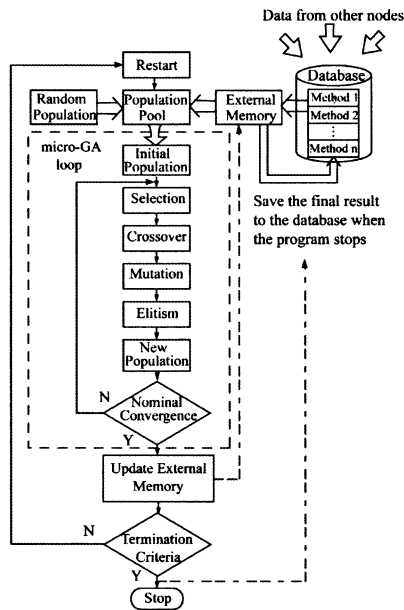 Data from other nodes
Restart
Database
Random
Population
Population
Pool
External
Memory
Method 1
Method 2
Method n
micro-GA
loop
Initial
Population
Selection
Save the final result
to the database when
the program stops
Crossover
Mutation
Elitism
New
Population
N
Nominal
Convergence
Y
Update External
Memory
N
Termination
Criteria
Y
Stop